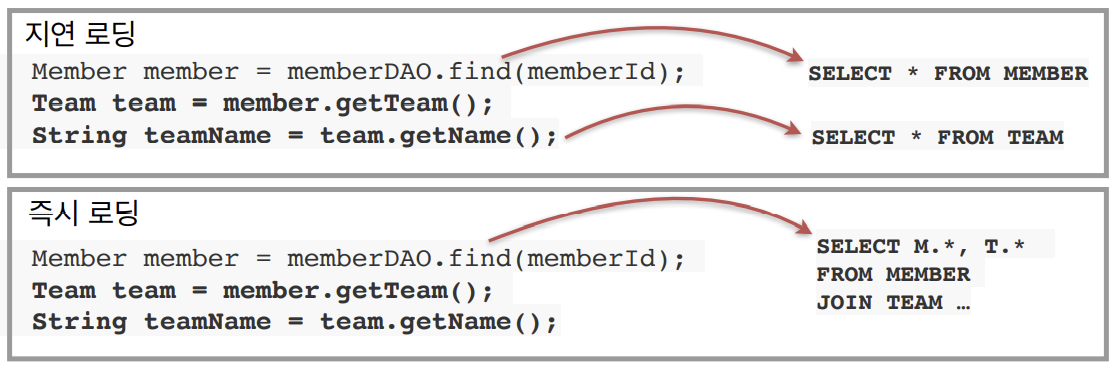 지연 로딩
Member member = memberDAO.find(memberId);
SELECT * FROM MEMBER
Team team = member.getTeam();
String teamName = team.getName();
SELECT * FROM TEAM
즉시 로딩
Member member = memberDAO.find(memberId);
Team team = member.getTeam();
String teamName = team.getName();
SELECT M.*, T.*
FROM MEMBER
JOIN TEAM …